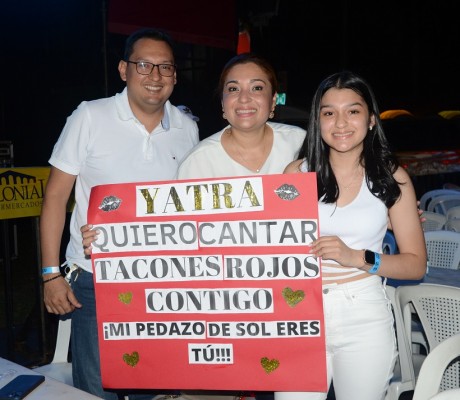 YATRA
QUIERO CANTAR
TACONES ROJOS
CONTIGO
¡MI PEDAZO DE SOL ERES
TÚ!!!